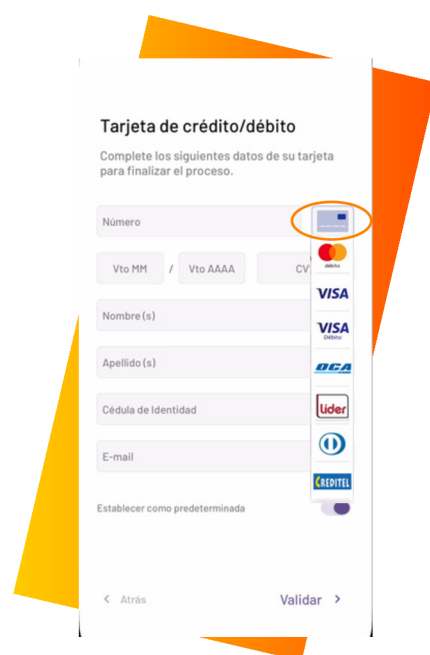 Tarjeta de crédito/débito
Complete los siguientes datos de su tarjeta
para finalizar el proceso.
Número
débito
Vto MM / Vto AAAA CV
VISA
Nombre (s)
VISA
Débito
Apellido (s)
OCA
Cédula de Identidad
lider
E-mail
CREDITEL
Establecer como predeterminada
< Atrás
Validar >